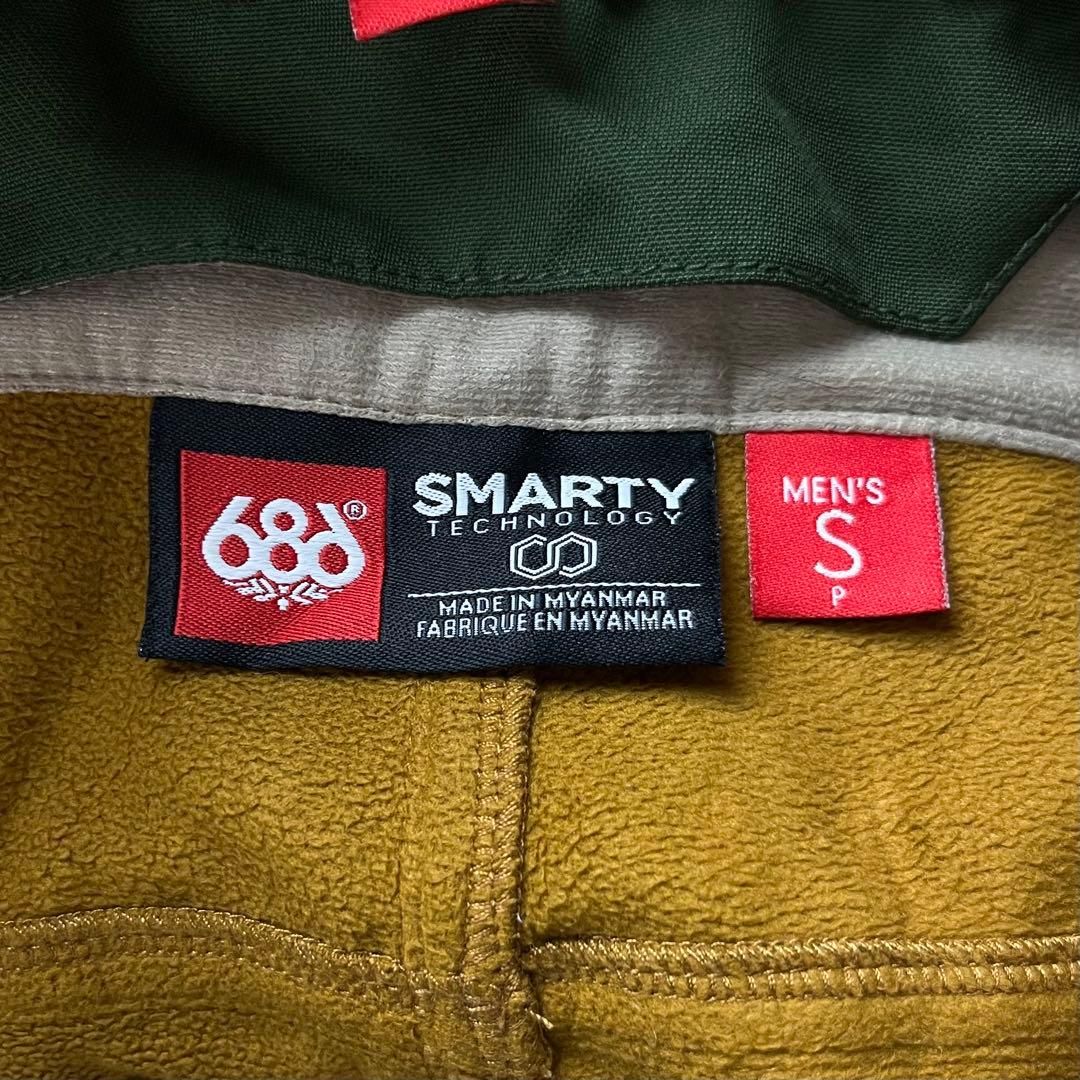 686®
SMARTY
TECHNOLOGY
MADE IN MYANMAR
FABRIQUE EN MYANMAR
MEN'S
S
P